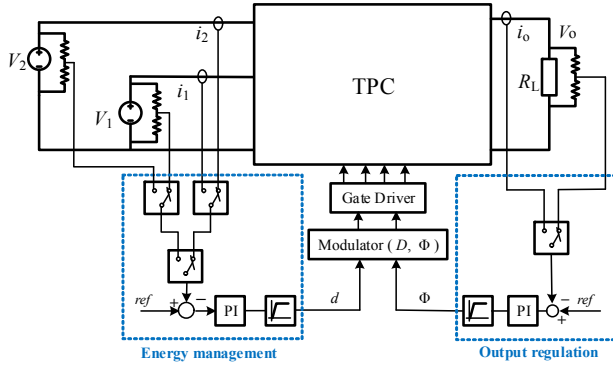 i2
io
Vo
V2
i1
TPC
RL
V1
Gate Driver
Modulator ( D, Φ )
ref
+
−
PI
d
Φ
PI
−
+
ref
Energy management
Output regulation